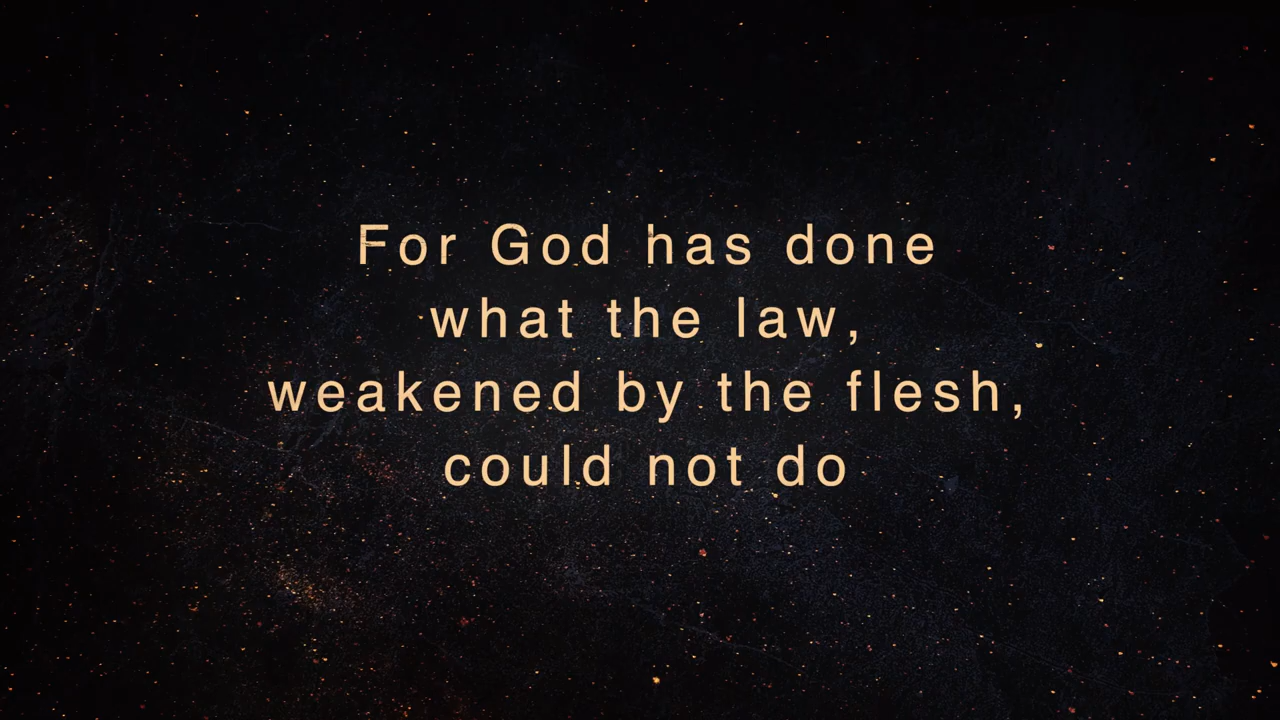 For God has done
what the law,
weakened by the flesh,
could not do